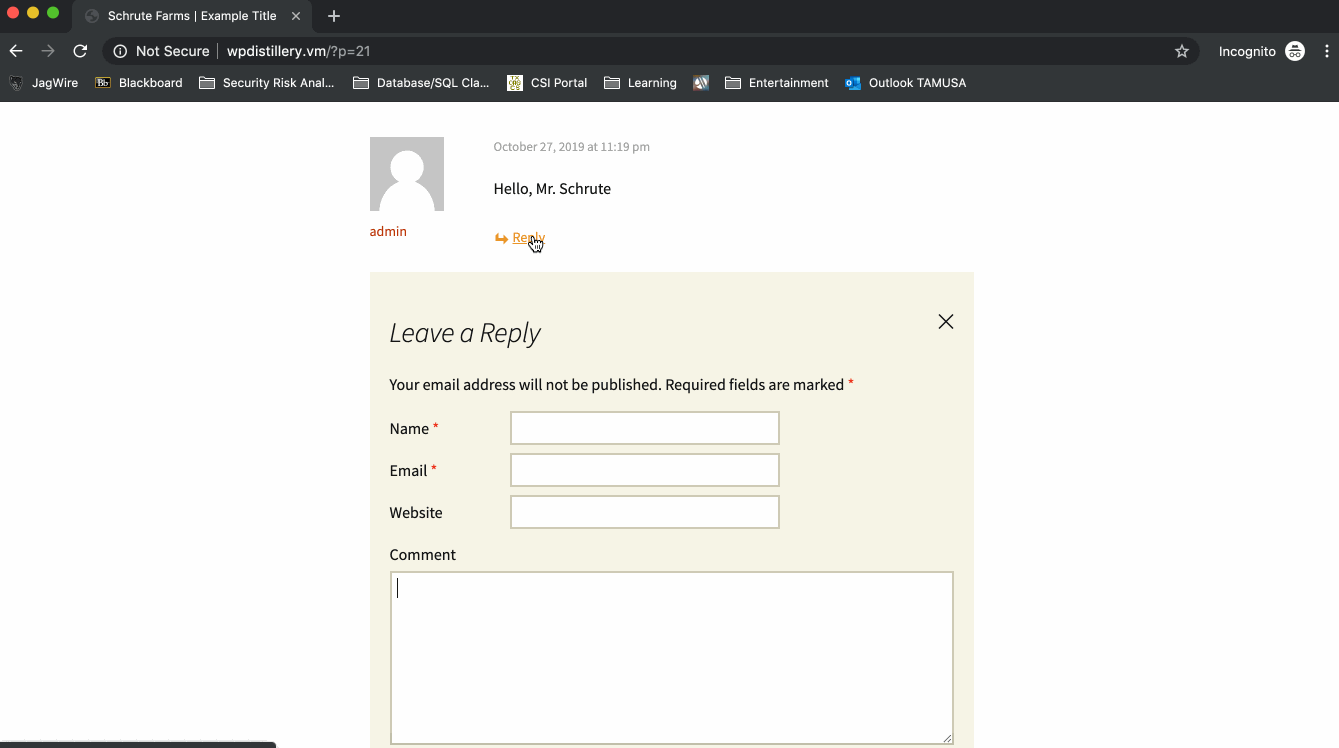 Schrute Farms | Example Title
Not Secure | wpdistillery.vm/?p=21
Incognito
JagWire Bb Blackboard Security Risk Anal... Database/SQL Cla... CSI Portal Learning Entertainment Outlook TAMUSA
October 27, 2019 at 11:19 pm
Hello, Mr. Schrute
admin
Reply
Leave a Reply
Your email address will not be published. Required fields are marked *
Name *
Email *
Website
Comment